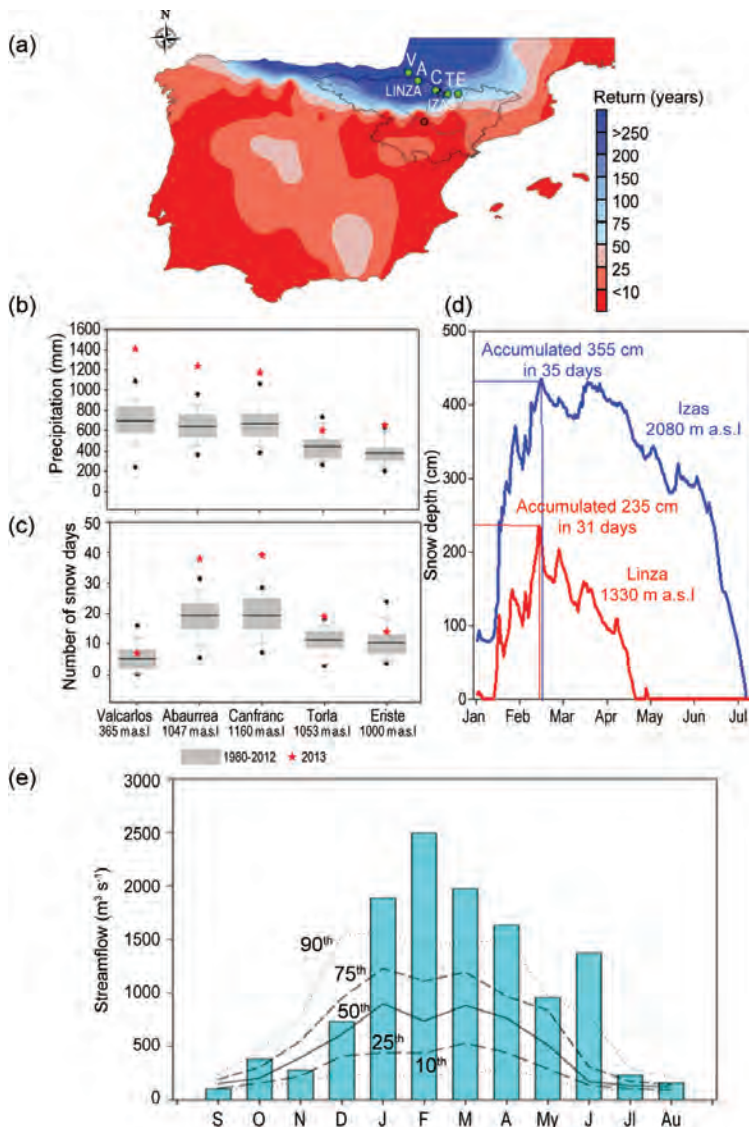 (a)
N
V
A
C
TE
LINZA
Return (years)
>250
200
150
100
75
50
25
<10
(b)
Precipitation (mm)
1600
1400
1200
1000
800
600
400
200
0
(c)
Number of snow days
50
40
30
20
10
0
Valcarlos
365 m a.s.l
Abaurrea
1047 m a.s.l
Canfranc
1160 m a.s.l
Torla
1053 m a.s.l
Eriste
1000 m a.s.l
1980-2012
2013
(d)
Snow depth (cm)
500
400
300
200
100
0
Accumulated 355 cm
in 35 days
Izas
2080 m a.s.l
Accumulated 235 cm
in 31 days
Linza
1330 m a.s.l
Jan Feb Mar Apr May Jun Jul
(e)
Streamflow (m³ s⁻¹)
3000
2500
2000
1500
1000
500
0
90th
75th
50th
25th
10th
S O N D J F M A My J Jl Au